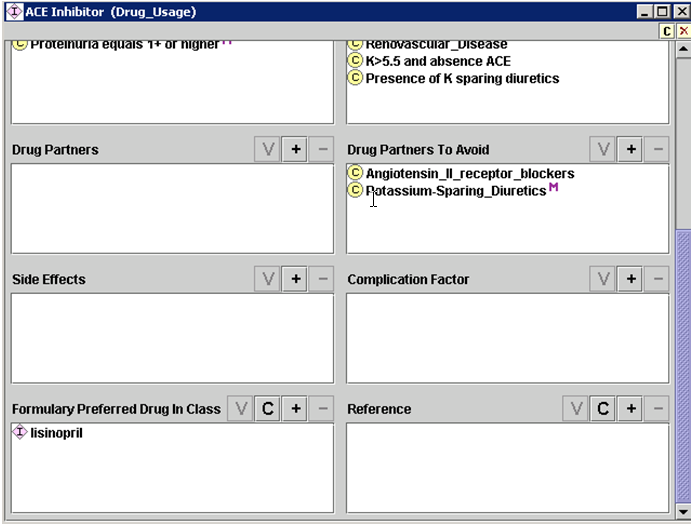 ACE Inhibitor (Drug_Usage)
C
C Proteinuria equals 1+ or higher M
C Renovascular_Disease
C K>5.5 and absence ACE
C Presence of K sparing diuretics
Drug Partners V + −
Drug Partners To Avoid V + −
C Angiotensin_II_receptor_blockers
C Potassium-Sparing_Diuretics M
Side Effects V + −
Complication Factor V + −
Formulary Preferred Drug In Class V C + −
Reference V C + −
I lisinopril